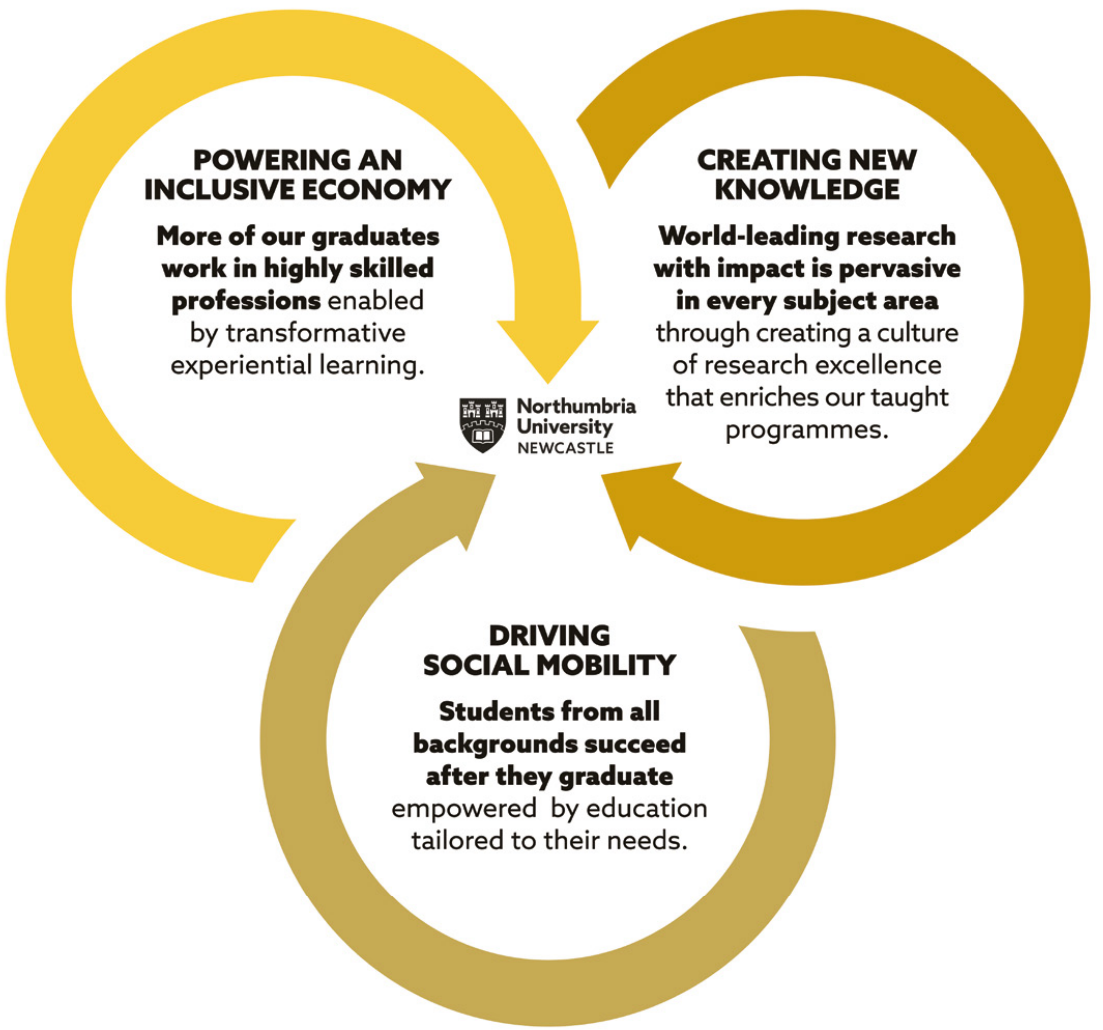 POWERING AN
INCLUSIVE ECONOMY
More of our graduates
work in highly skilled
professions enabled
by transformative
experiential learning.
CREATING NEW
KNOWLEDGE
World-leading research
with impact is pervasive
in every subject area
through creating a culture
of research excellence
that enriches our taught
programmes.
Northumbria
University
NEWCASTLE
DRIVING
SOCIAL MOBILITY
Students from all
backgrounds succeed
after they graduate
empowered by education
tailored to their needs.